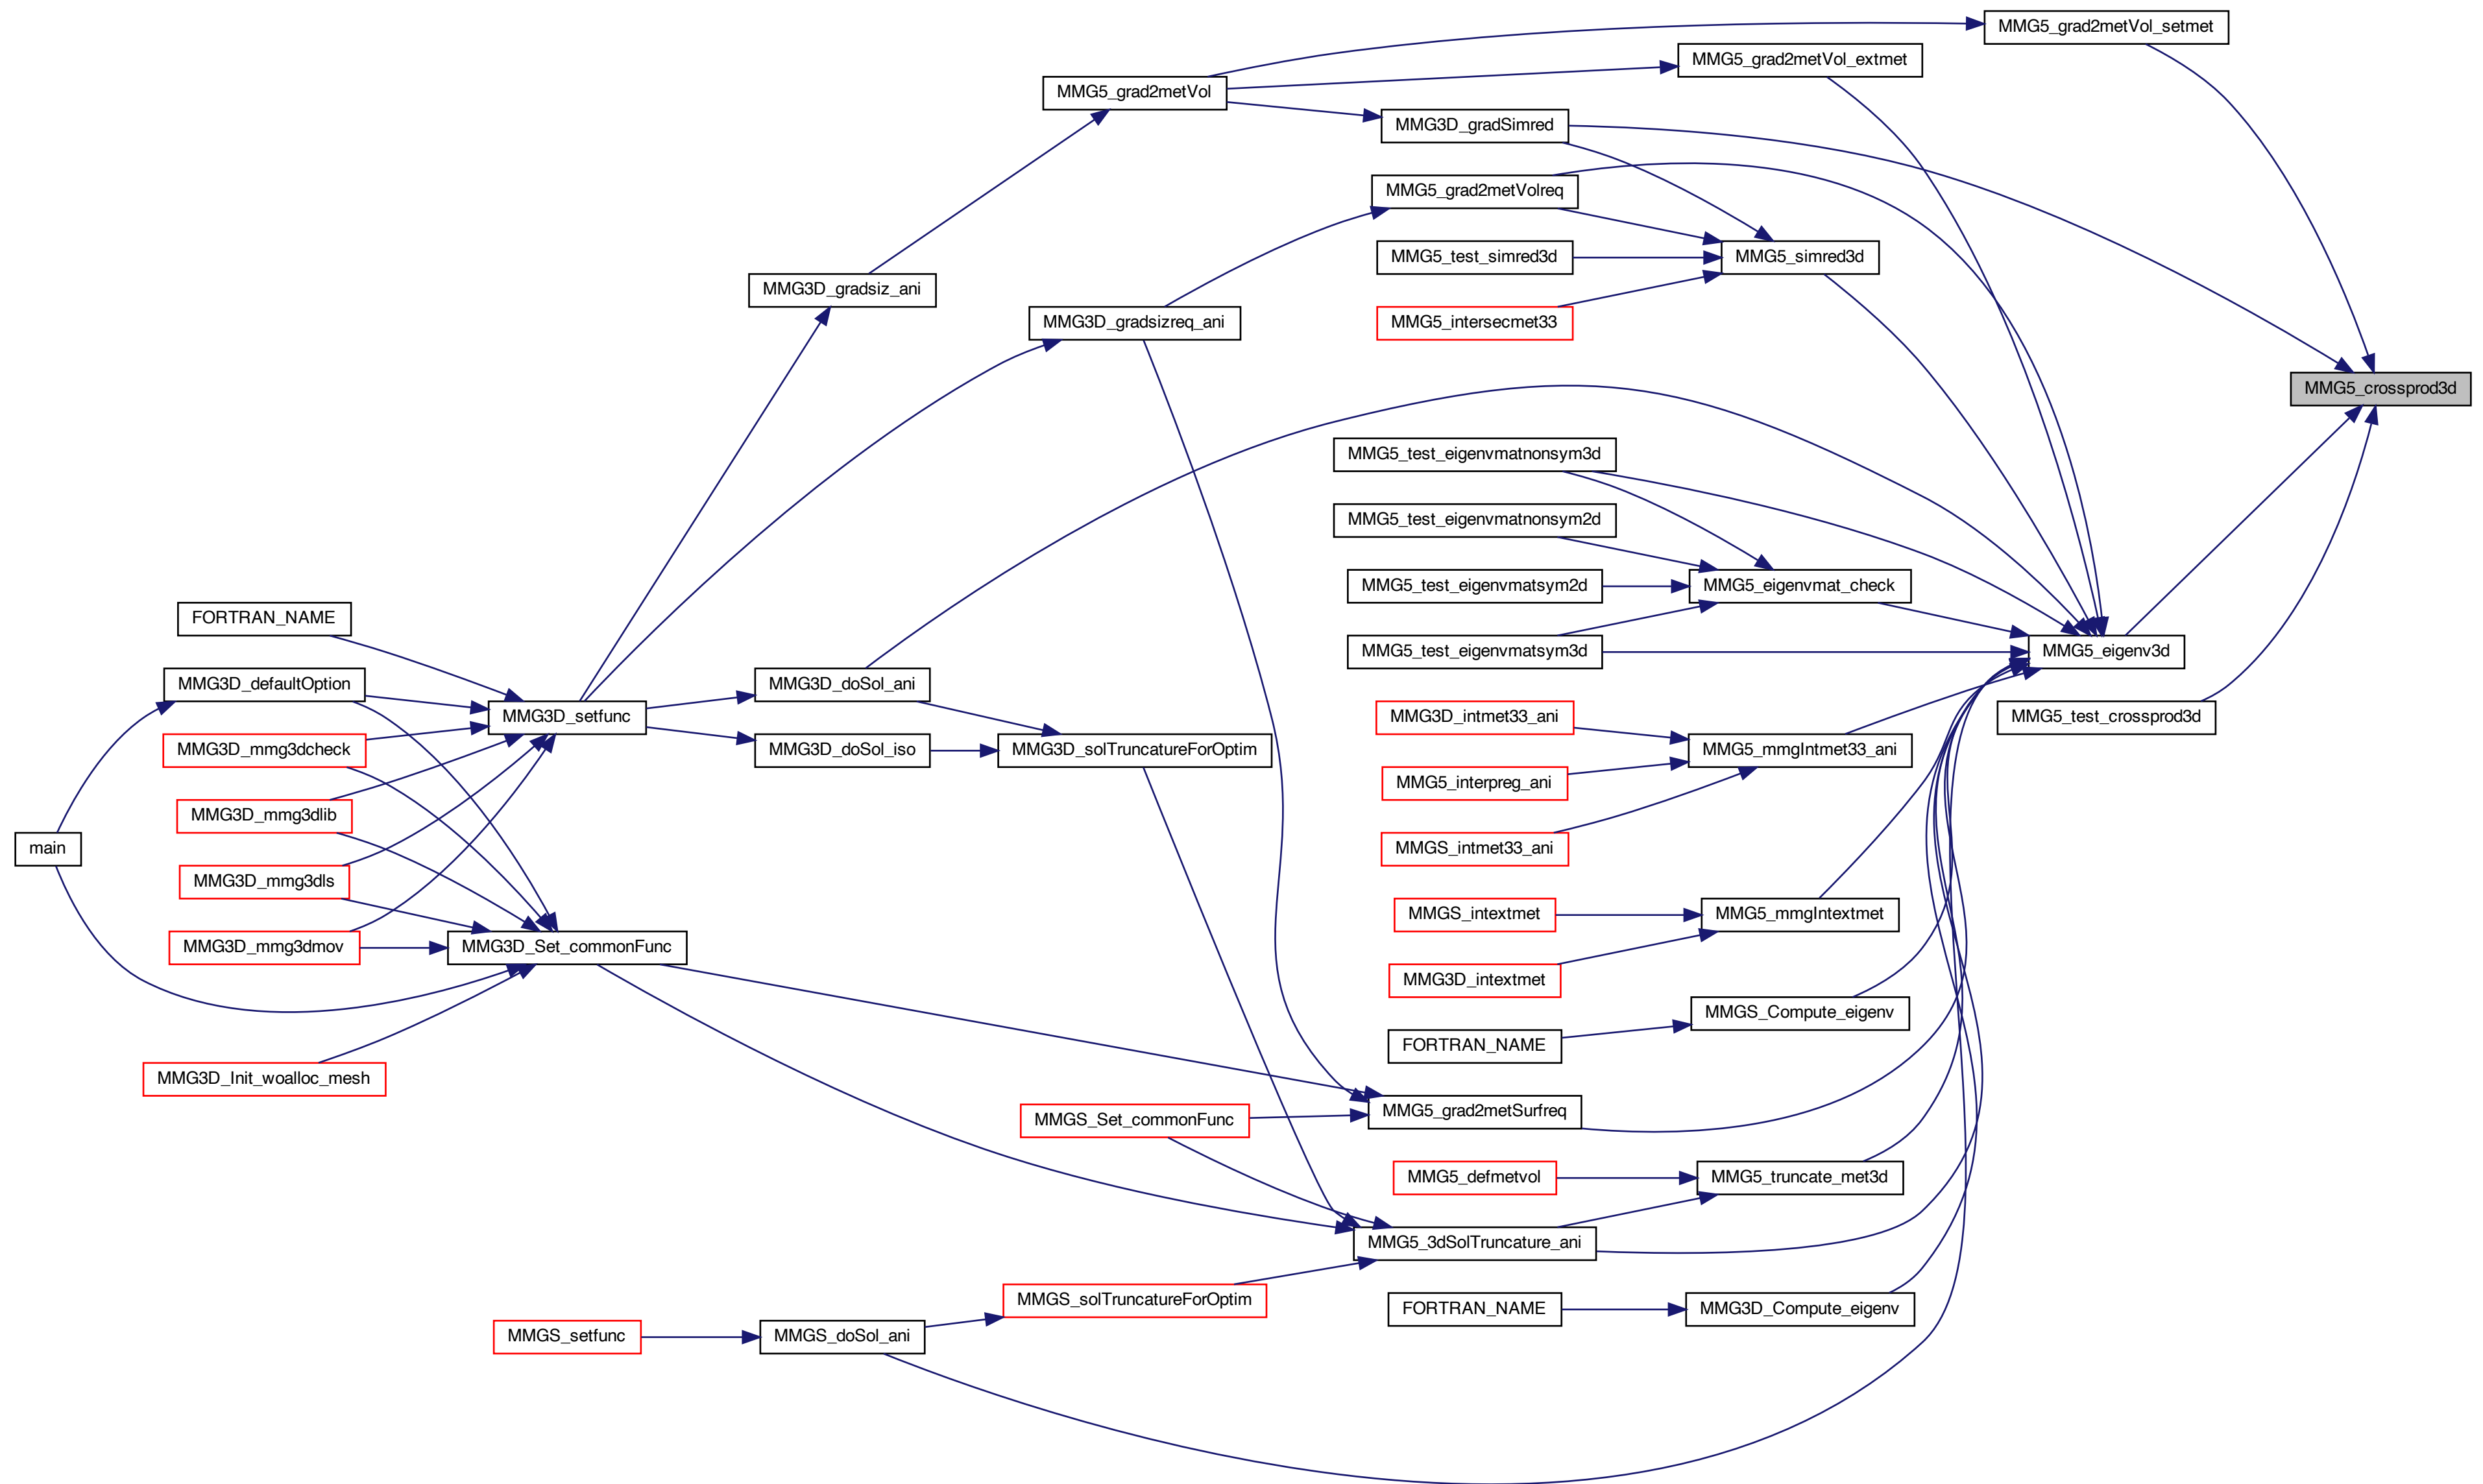 MMG5_grad2metVol_setmet
MMG5_grad2metVol_extmet
MMG5_grad2metVol
MMG3D_gradSimred
MMG5_grad2metVolreq
MMG5_test_simred3d
MMG5_simred3d
MMG3D_gradsiz_ani
MMG3D_gradsizreq_ani
MMG5_intersecmet33
MMG5_crossprod3d
MMG5_test_eigenvmatnonsym3d
MMG5_test_eigenvmatnonsym2d
MMG5_test_eigenvmatsym2d
MMG5_eigenvmat_check
FORTRAN_NAME
MMG5_test_eigenvmatsym3d
MMG5_eigenv3d
MMG3D_defaultOption
MMG3D_doSol_ani
MMG3D_setfunc
MMG3D_intmet33_ani
MMG5_test_crossprod3d
MMG3D_mmg3dcheck
MMG3D_doSol_iso
MMG3D_solTruncatureForOptim
MMG5_mmgIntmet33_ani
MMG5_interpreg_ani
MMG3D_mmg3dlib
main
MMGS_intmet33_ani
MMG3D_mmg3dls
MMGS_intextmet
MMG5_mmgIntextmet
MMG3D_mmg3dmov
MMG3D_Set_commonFunc
MMG3D_intextmet
MMGS_Compute_eigenv
FORTRAN_NAME
MMG3D_Init_woalloc_mesh
MMGS_Set_commonFunc
MMG5_grad2metSurfreq
MMG5_defmetvol
MMG5_truncate_met3d
MMG5_3dSolTruncature_ani
MMGS_solTruncatureForOptim
FORTRAN_NAME
MMG3D_Compute_eigenv
MMGS_setfunc
MMGS_doSol_ani